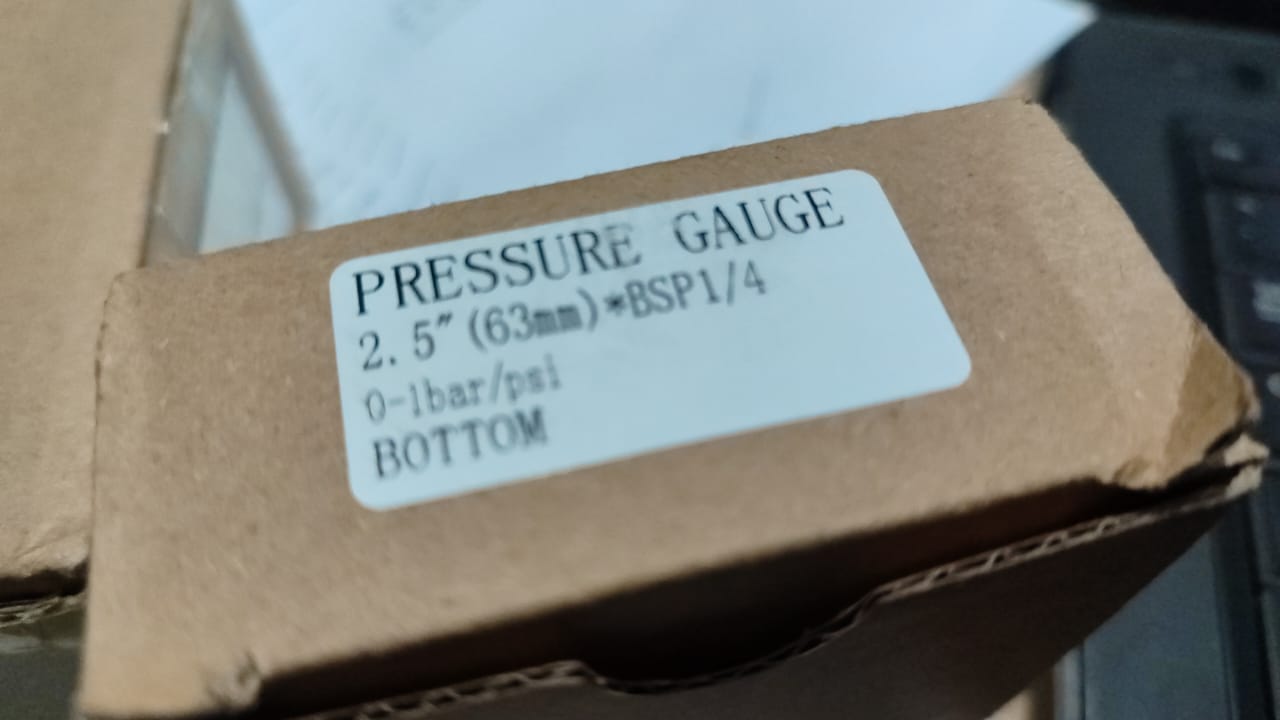 PRESSURE GAUGE
2.5"(63mm)*BSP1/4
0-1bar/psi
BOTTOM